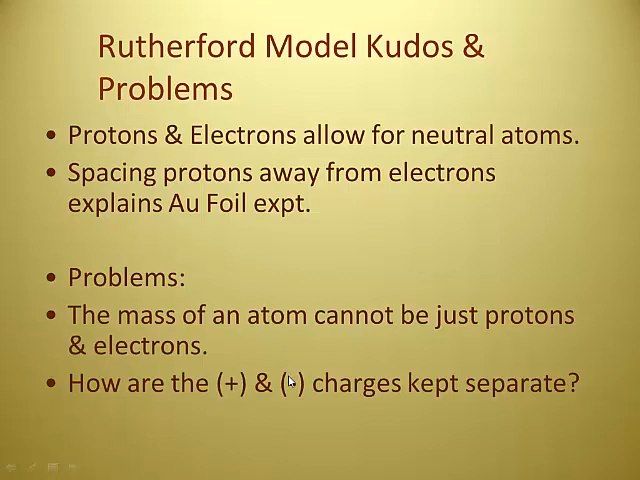 Rutherford Model Kudos &
Problems
• Protons & Electrons allow for neutral atoms.
• Spacing protons away from electrons
explains Au Foil expt.
• Problems:
• The mass of an atom cannot be just protons
& electrons.
• How are the (+) & (-) charges kept separate?